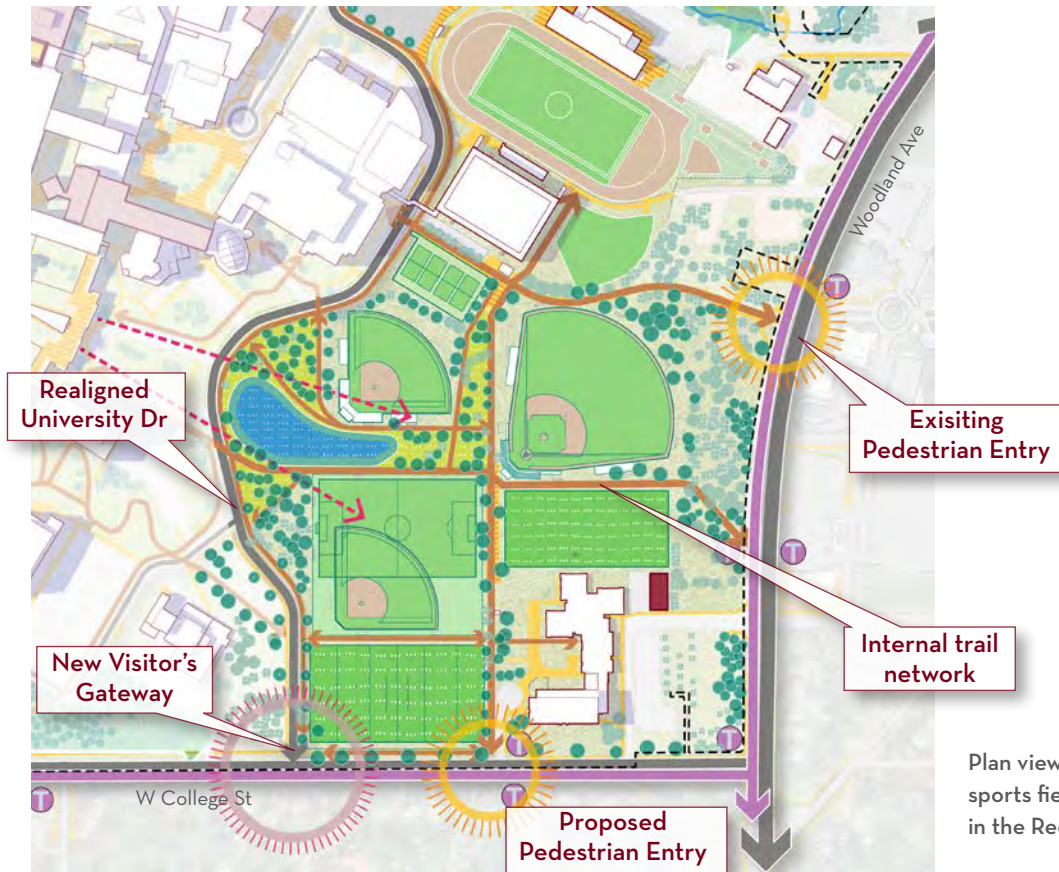 Woodland Ave
T
Realigned
University Dr
Exisiting
Pedestrian Entry
T
T
Internal trail
network
New Visitor's
Gateway
T
T
Plan view
sports fie
in the Re
T
W College St
T
Proposed
Pedestrian Entry